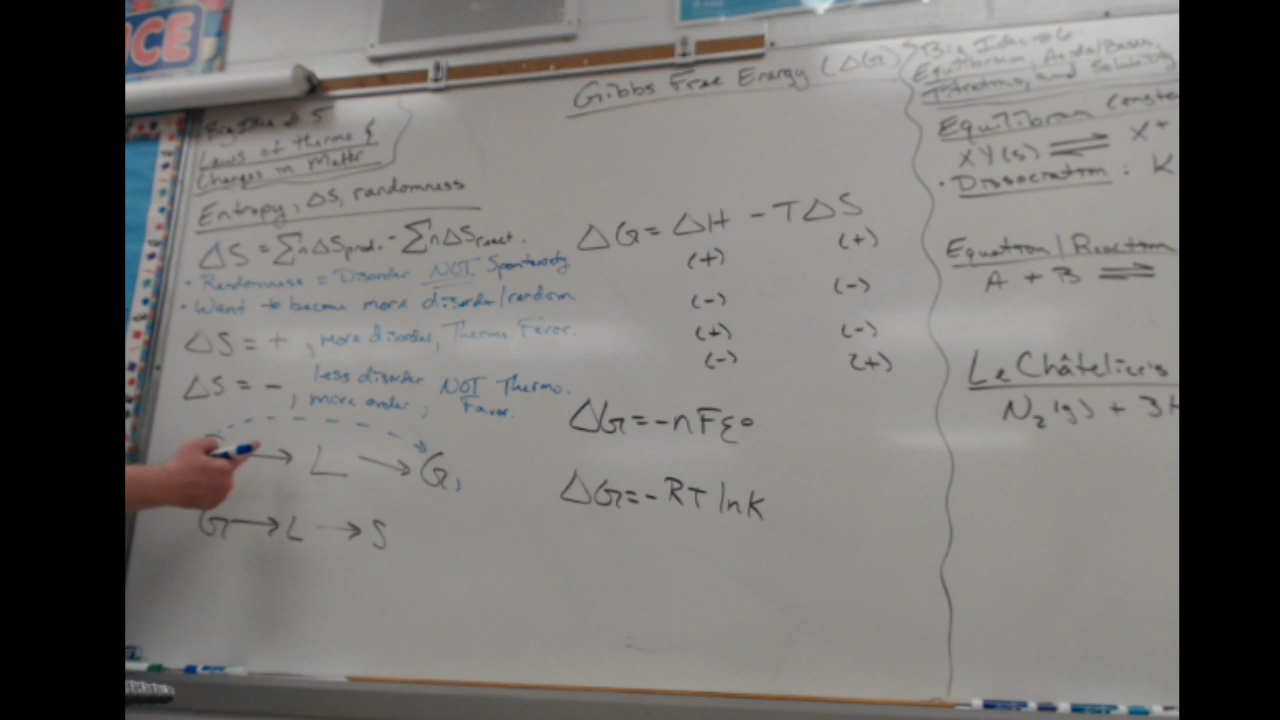 ICE
Big Idea # 5
Laws of Thermo &
Changes in Matter
Entropy, ΔS, randomness
ΔS = ΣnΔSprod. - ΣnΔSreact.
• Randomness = Disorder NOT Spontaneity
• Want to become more disorder/random
ΔS = + , more disorder, Thermo Favor.
ΔS = - , less disorder NOT Thermo.
more order, Favor.
→ L → G,
G → L → S
Gibbs Free Energy (ΔG)
ΔG = ΔH - TΔS
(+) (+)
(-) (-)
(+) (-)
(-) (+)
ΔG = -nFε°
ΔG = -RT lnK
Big Idea # 6
Equilibrium, Acids/Bases,
Titrations, and Solubility
Equilibrium
XY(s) ⇌ X+
• Dissociation : K
Equation/Reaction
A + B ⇌
Le Châtelier's
N2(g) + 3H